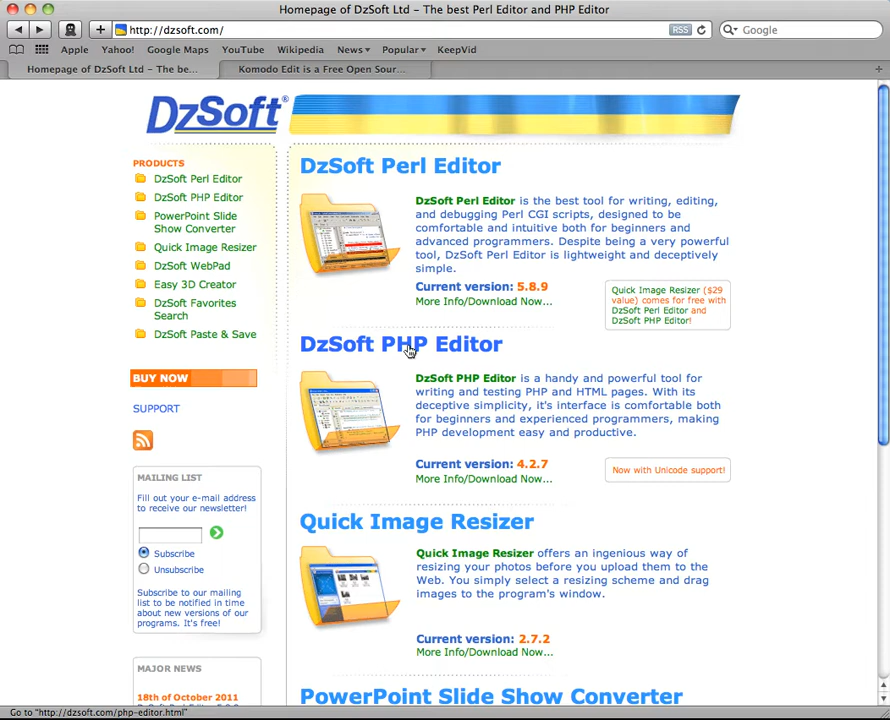 Homepage of DzSoft Ltd – The best Perl Editor and PHP Editor
http://dzsoft.com/
RSS
Google
Apple Yahoo! Google Maps YouTube Wikipedia News Popular KeepVid
Homepage of DzSoft Ltd – The be...
Komodo Edit is a Free Open Sour...
DzSoft®
PRODUCTS
DzSoft Perl Editor
DzSoft PHP Editor
PowerPoint Slide
Show Converter
Quick Image Resizer
DzSoft WebPad
Easy 3D Creator
DzSoft Favorites
Search
DzSoft Paste & Save
BUY NOW
SUPPORT
MAILING LIST
Fill out your e-mail address
to receive our newsletter!
Subscribe
Unsubscribe
Subscribe to our mailing
list to be notified in time
about new versions of our
programs. It's free!
MAJOR NEWS
18th of October 2011
DzSoft Perl Editor
DzSoft Perl Editor is the best tool for writing, editing,
and debugging Perl CGI scripts, designed to be
comfortable and intuitive both for beginners and
advanced programmers. Despite being a very powerful
tool, DzSoft Perl Editor is lightweight and deceptively
simple.
Current version: 5.8.9
More Info/Download Now...
Quick Image Resizer ($29
value) comes for free with
DzSoft Perl Editor and
DzSoft PHP Editor!
DzSoft PHP Editor
DzSoft PHP Editor is a handy and powerful tool for
writing and testing PHP and HTML pages. With its
deceptive simplicity, it's interface is comfortable both
for beginners and experienced programmers, making
PHP development easy and productive.
Current version: 4.2.7
More Info/Download Now...
Now with Unicode support!
Quick Image Resizer
Quick Image Resizer offers an ingenious way of
resizing your photos before you upload them to the
Web. You simply select a resizing scheme and drag
images to the program's window.
Current version: 2.7.2
More Info/Download Now...
PowerPoint Slide Show Converter
Go to "http://dzsoft.com/php-editor.html"